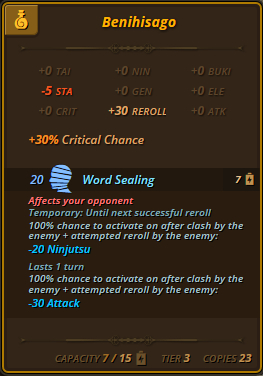 Benihisago
+0 TAI +0 NIN +0 BUKI
-5 STA +0 GEN +0 ELE
+0 CRIT +30 REROLL +0 ATK
+30% Critical Chance
20 Word Sealing 7
Affects your opponent
Temporary: Until next successful reroll
100% chance to activate on after clash by the
enemy + attempted reroll by the enemy:
-20 Ninjutsu
Lasts 1 turn
100% chance to activate on after clash by the
enemy + attempted reroll by the enemy:
-30 Attack
CAPACITY 7 / 15 TIER 3 COPIES 23